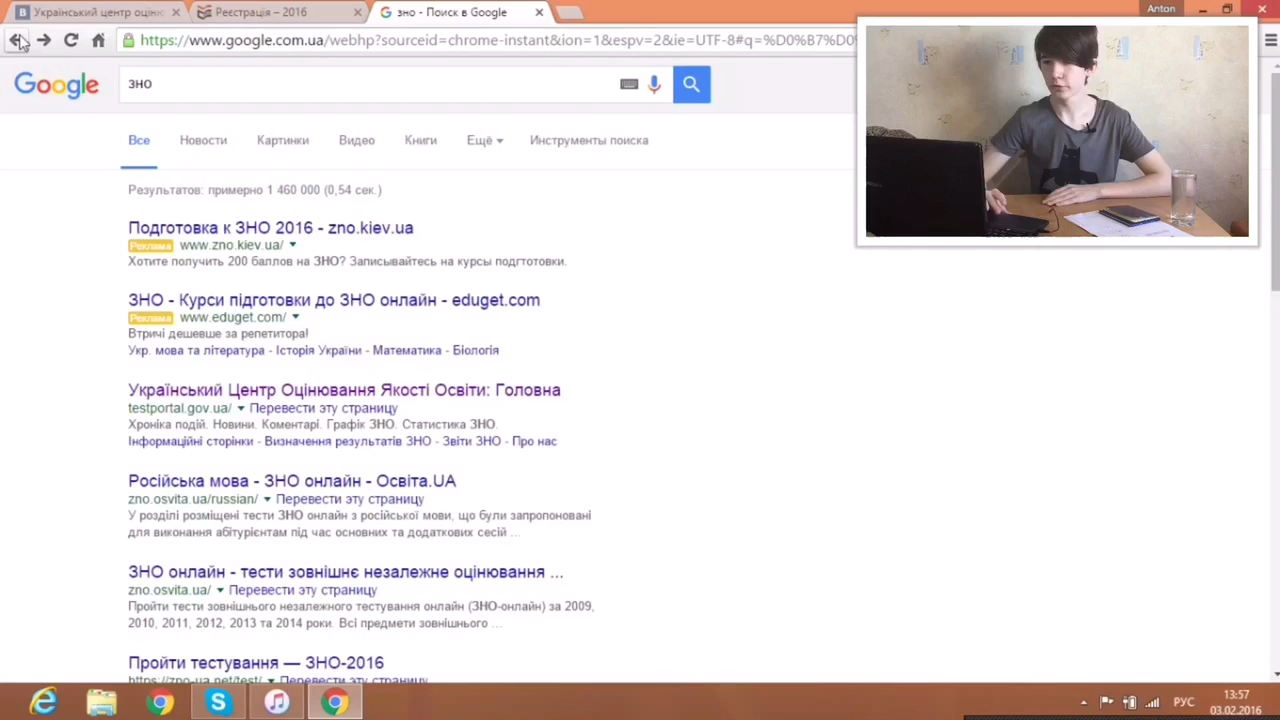 Український центр оцінк
Реєстрація – 2016
зно - Поиск в Google
Anton
https://www.google.com.ua/webhp?sourceid=chrome-instant&ion=1&espv=2&ie=UTF-8#q=%D0%B7%D0%
Google
зно
Все
Новости
Картинки
Видео
Книги
Ещё
Инструменты поиска
Результатов: примерно 1 460 000 (0,54 сек.)
Подготовка к ЗНО 2016 - zno.kiev.ua
Реклама www.zno.kiev.ua/
Хотите получить 200 баллов на ЗНО? Записывайтесь на курсы подгтотовки.
ЗНО - Курси підготовки до ЗНО онлайн - eduget.com
Реклама www.eduget.com/
Втричі дешевше за репетитора!
Укр. мова та література - Історія України - Математика - Біологія
Український Центр Оцінювання Якості Освіти: Головна
testportal.gov.ua/ Перевести эту страницу
Хроніка подій. Новини. Коментарі. Графік ЗНО. Статистика ЗНО.
Інформаційні сторінки - Визначення результатів ЗНО - Звіти ЗНО - Про нас
Російська мова - ЗНО онлайн - Освіта.UA
zno.osvita.ua/russian/ Перевести эту страницу
У розділі розміщені тести ЗНО онлайн з російської мови, що були запропоновані
для виконання абітурієнтам під час основних та додаткових сесій ...
ЗНО онлайн - тести зовнішнє незалежне оцінювання ...
zno.osvita.ua/ Перевести эту страницу
Пройти тести зовнішнього незалежного тестування онлайн (ЗНО-онлайн) за 2009,
2010, 2011, 2012, 2013 та 2014 роки. Всі предмети зовнішнього ...
Пройти тестування — ЗНО-2016
https://zno-ua.net/test/ Перевести эту страницу
РУС
13:57
03.02.2016